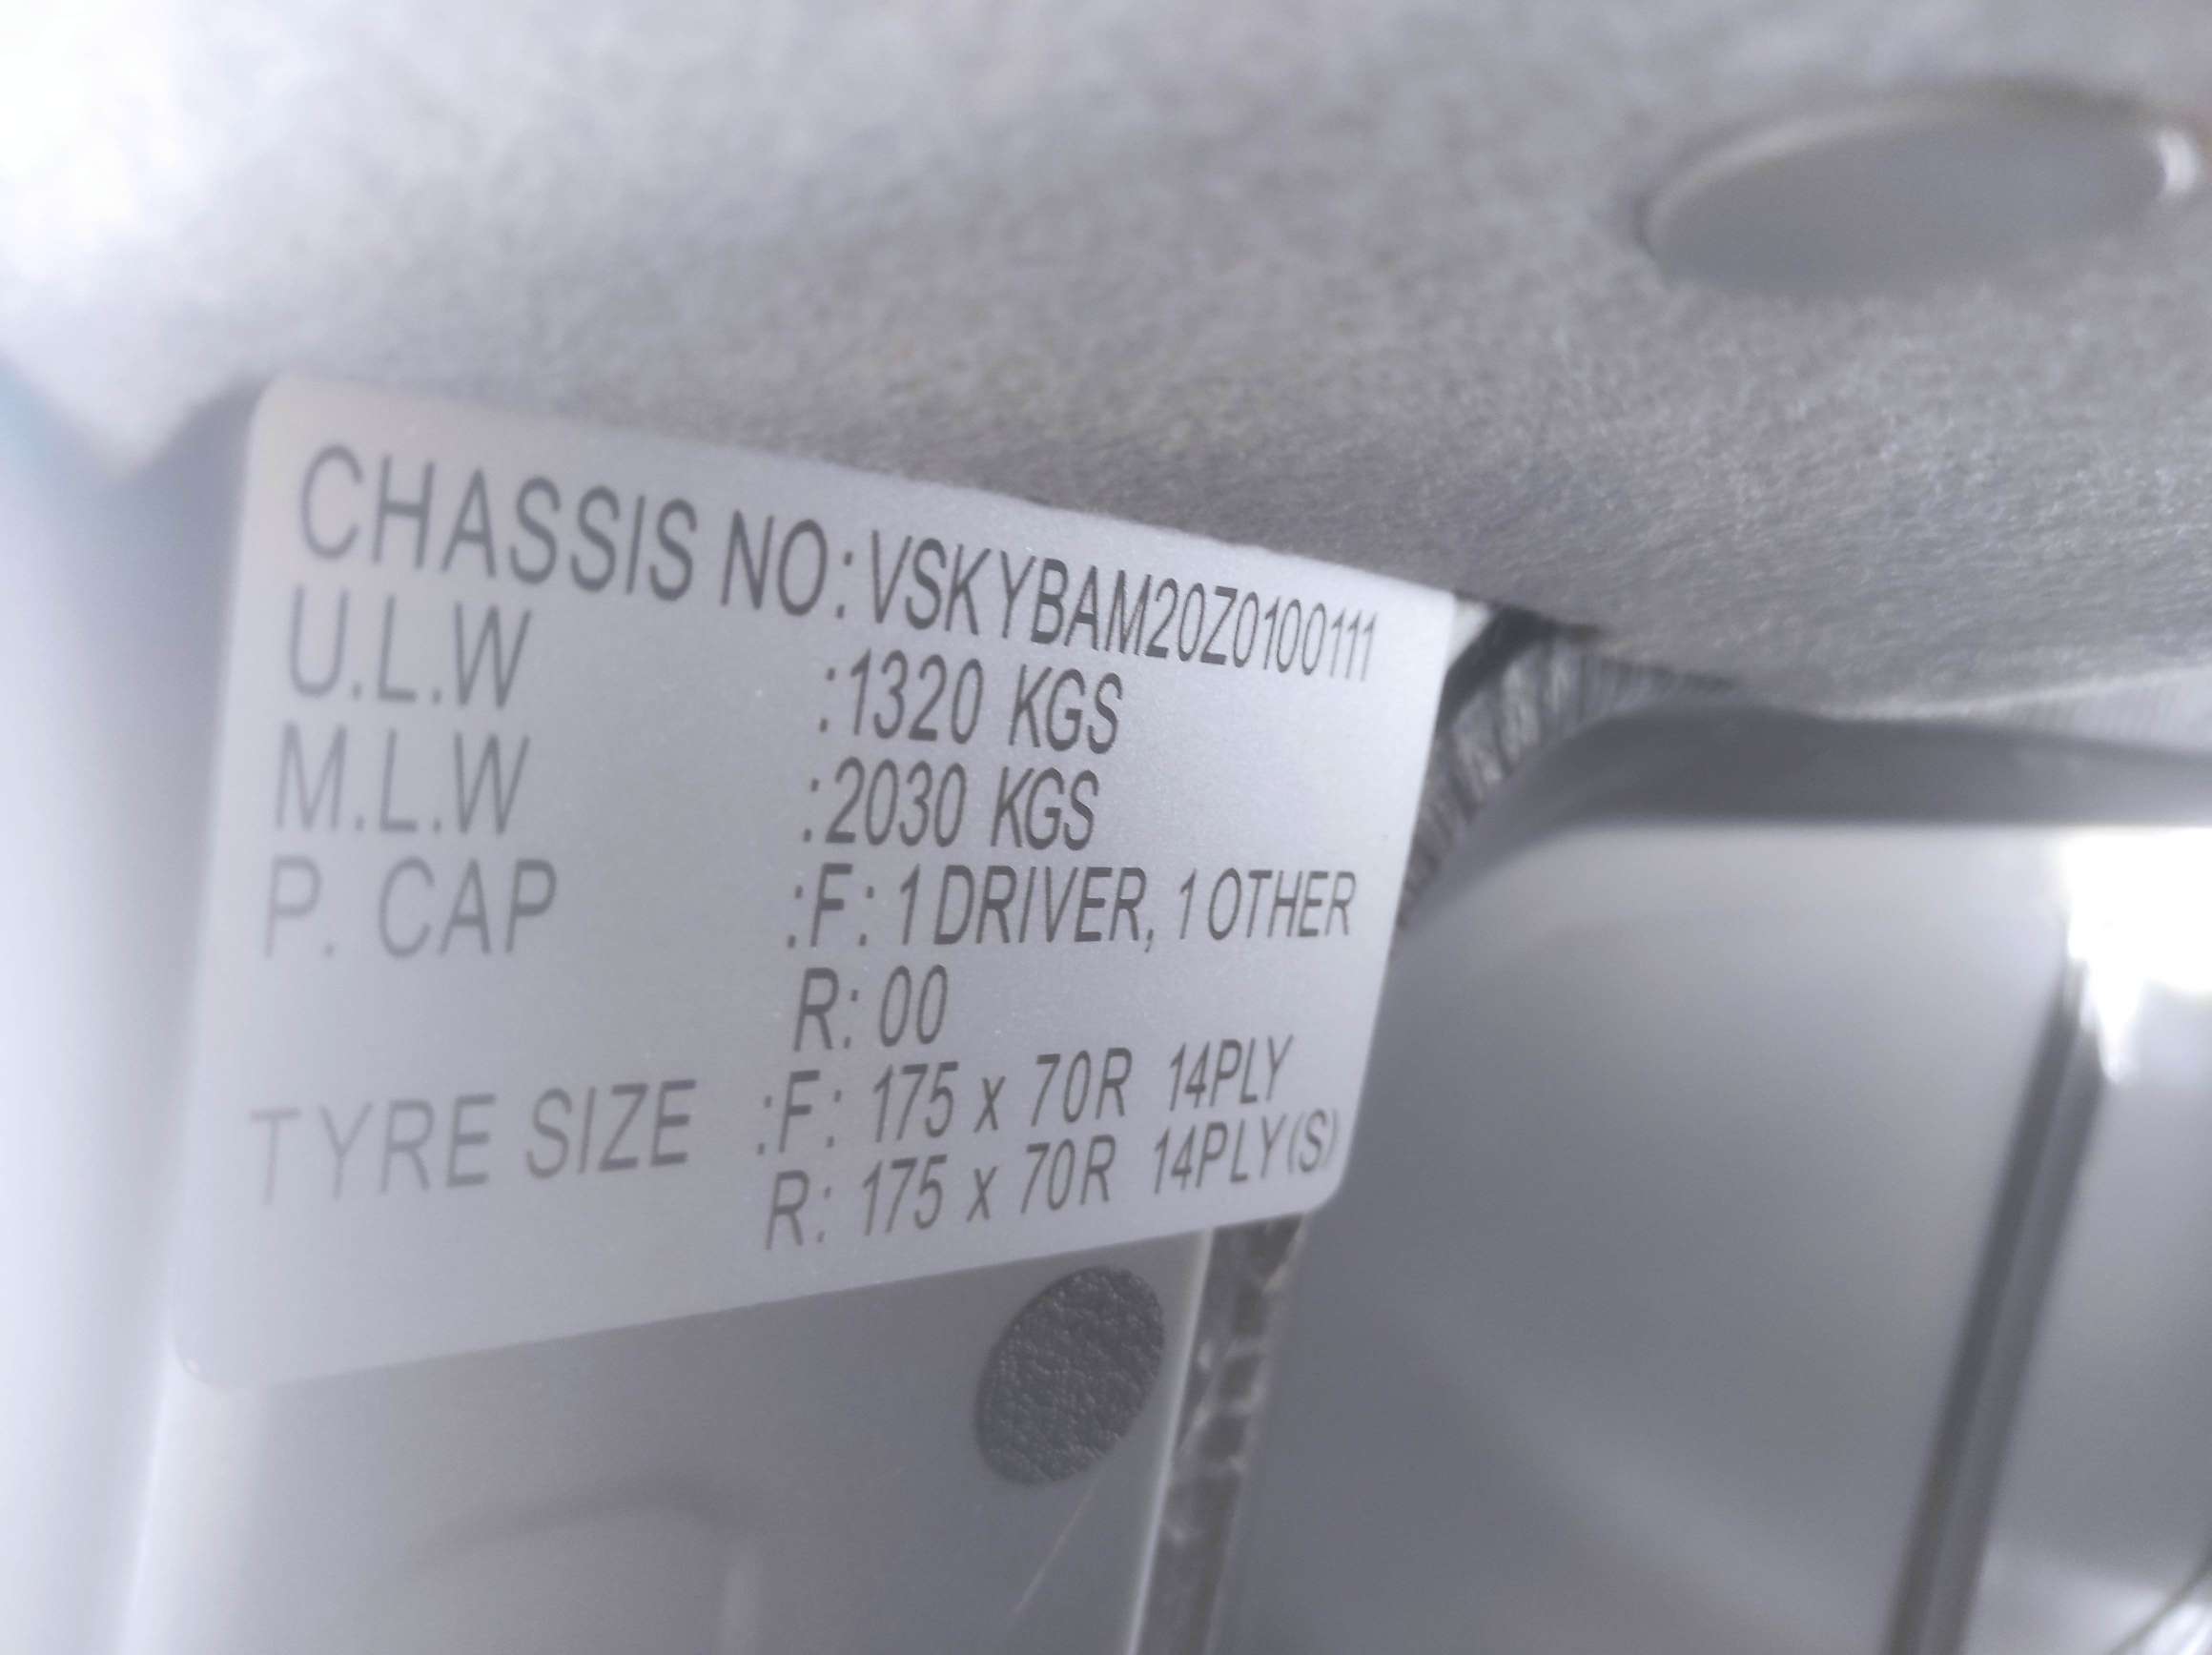 CHASSIS NO: VSKYBAM20Z0100111
U.L.W :1320 KGS
M.L.W :2030 KGS
P. CAP :F: 1 DRIVER, 1 OTHER
R: 00
TYRE SIZE :F: 175 x 70R 14PLY
R: 175 x 70R 14PLY(S)